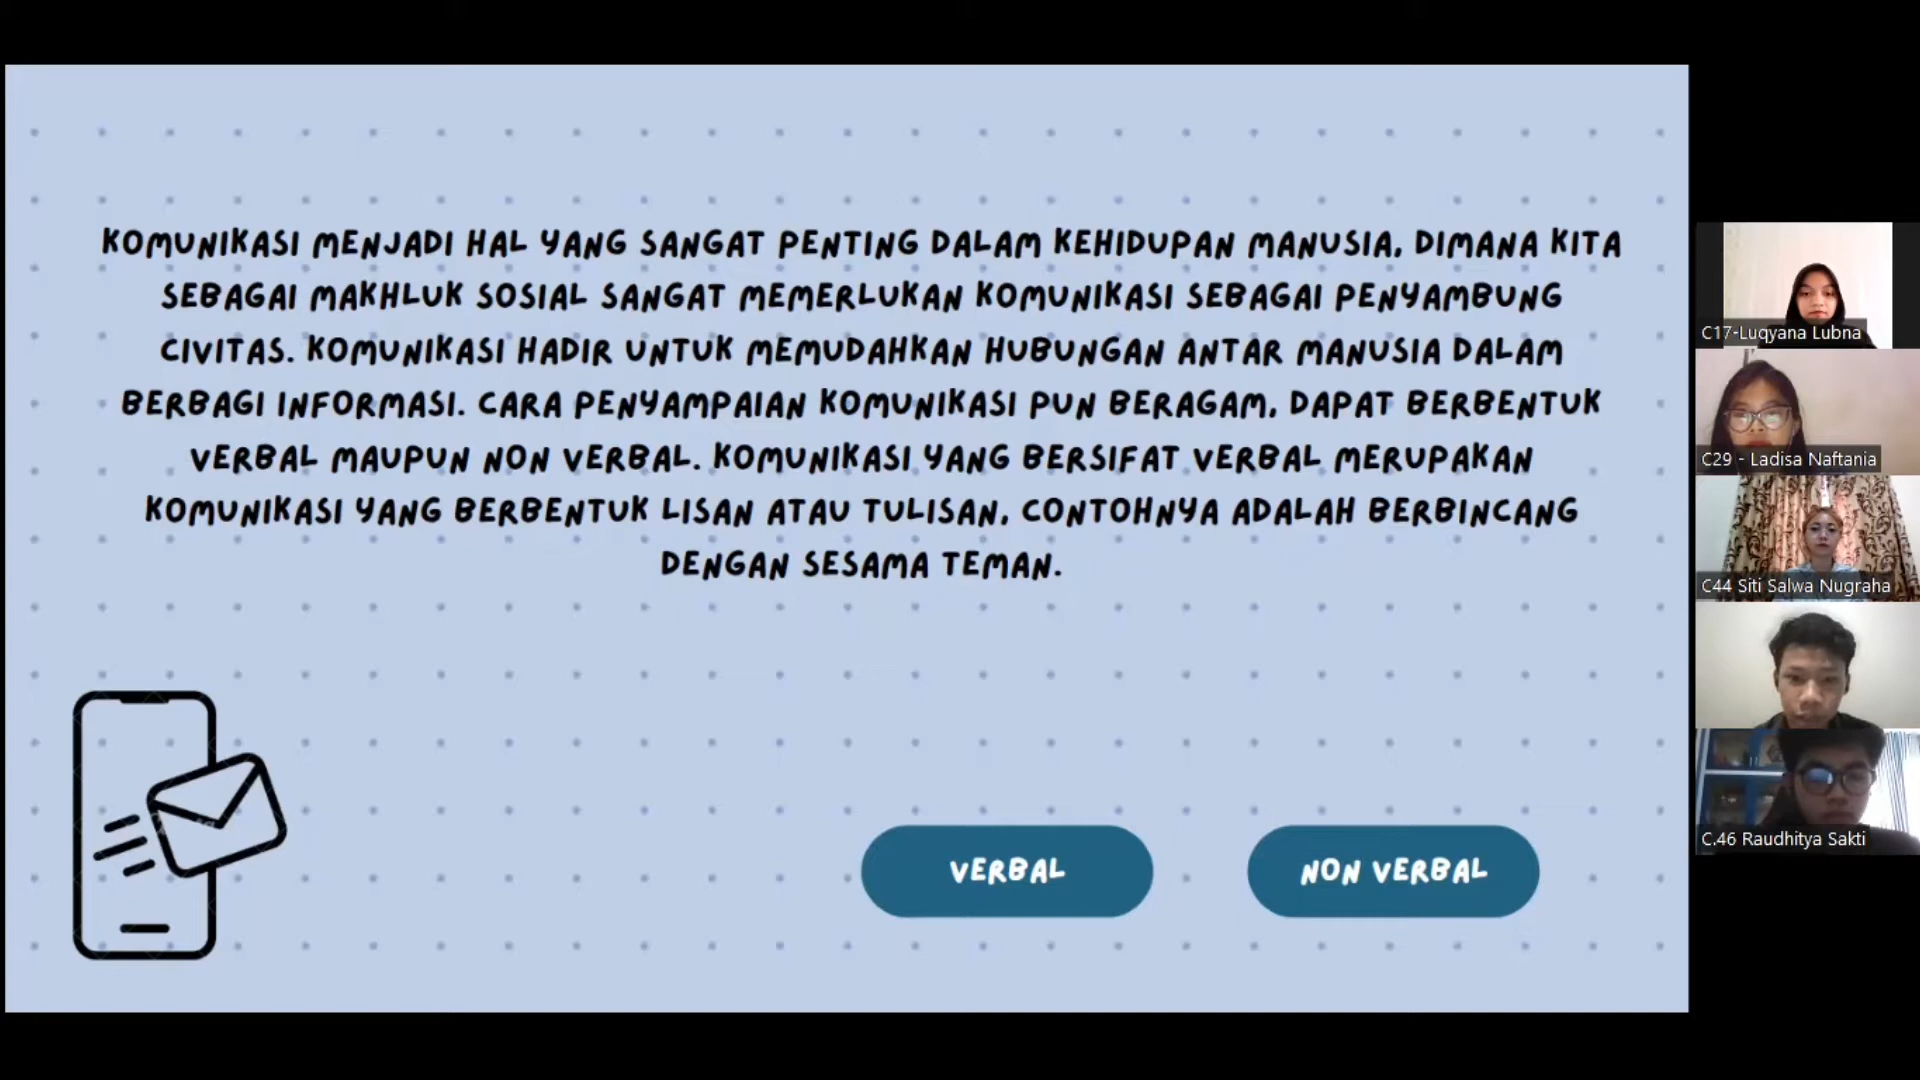 KOMUNIKASI MENJADI HAL YANG SANGAT PENTING DALAM KEHIDUPAN MANUSIA, DIMANA KITA
SEBAGAI MAKHLUK SOSIAL SANGAT MEMERLUKAN KOMUNIKASI SEBAGAI PENYAMBUNG
CIVITAS. KOMUNIKASI HADIR UNTUK MEMUDAHKAN HUBUNGAN ANTAR MANUSIA DALAM
BERBAGI INFORMASI. CARA PENYAMPAIAN KOMUNIKASI PUN BERAGAM, DAPAT BERBENTUK
VERBAL MAUPUN NON VERBAL. KOMUNIKASI YANG BERSIFAT VERBAL MERUPAKAN
KOMUNIKASI YANG BERBENTUK LISAN ATAU TULISAN, CONTOHNYA ADALAH BERBINCANG
DENGAN SESAMA TEMAN.
VERBAL
NON VERBAL
C17-Luqyana Lubna
C29 - Ladisa Naftania
C44 Siti Salwa Nugraha
C.46 Raudhitya Sakti